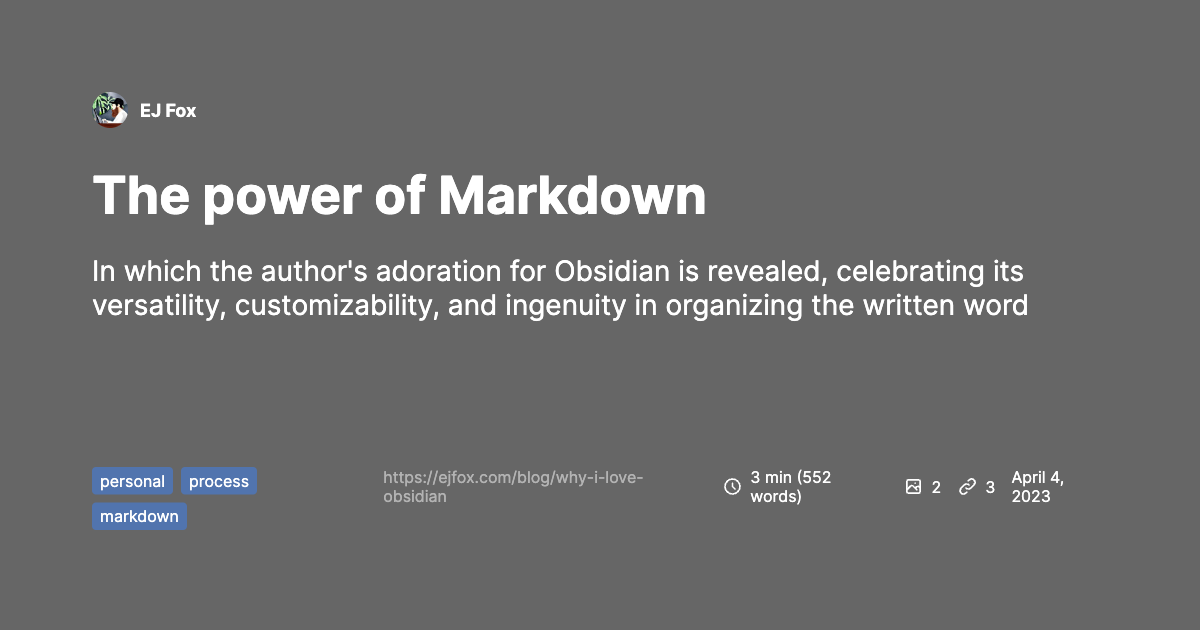 EJ Fox
The power of Markdown
In which the author's adoration for Obsidian is revealed, celebrating its
versatility, customizability, and ingenuity in organizing the written word
personal process
markdown
https://ejfox.com/blog/why-i-love-
obsidian
3 min (552
words)
2
3
April 4,
2023